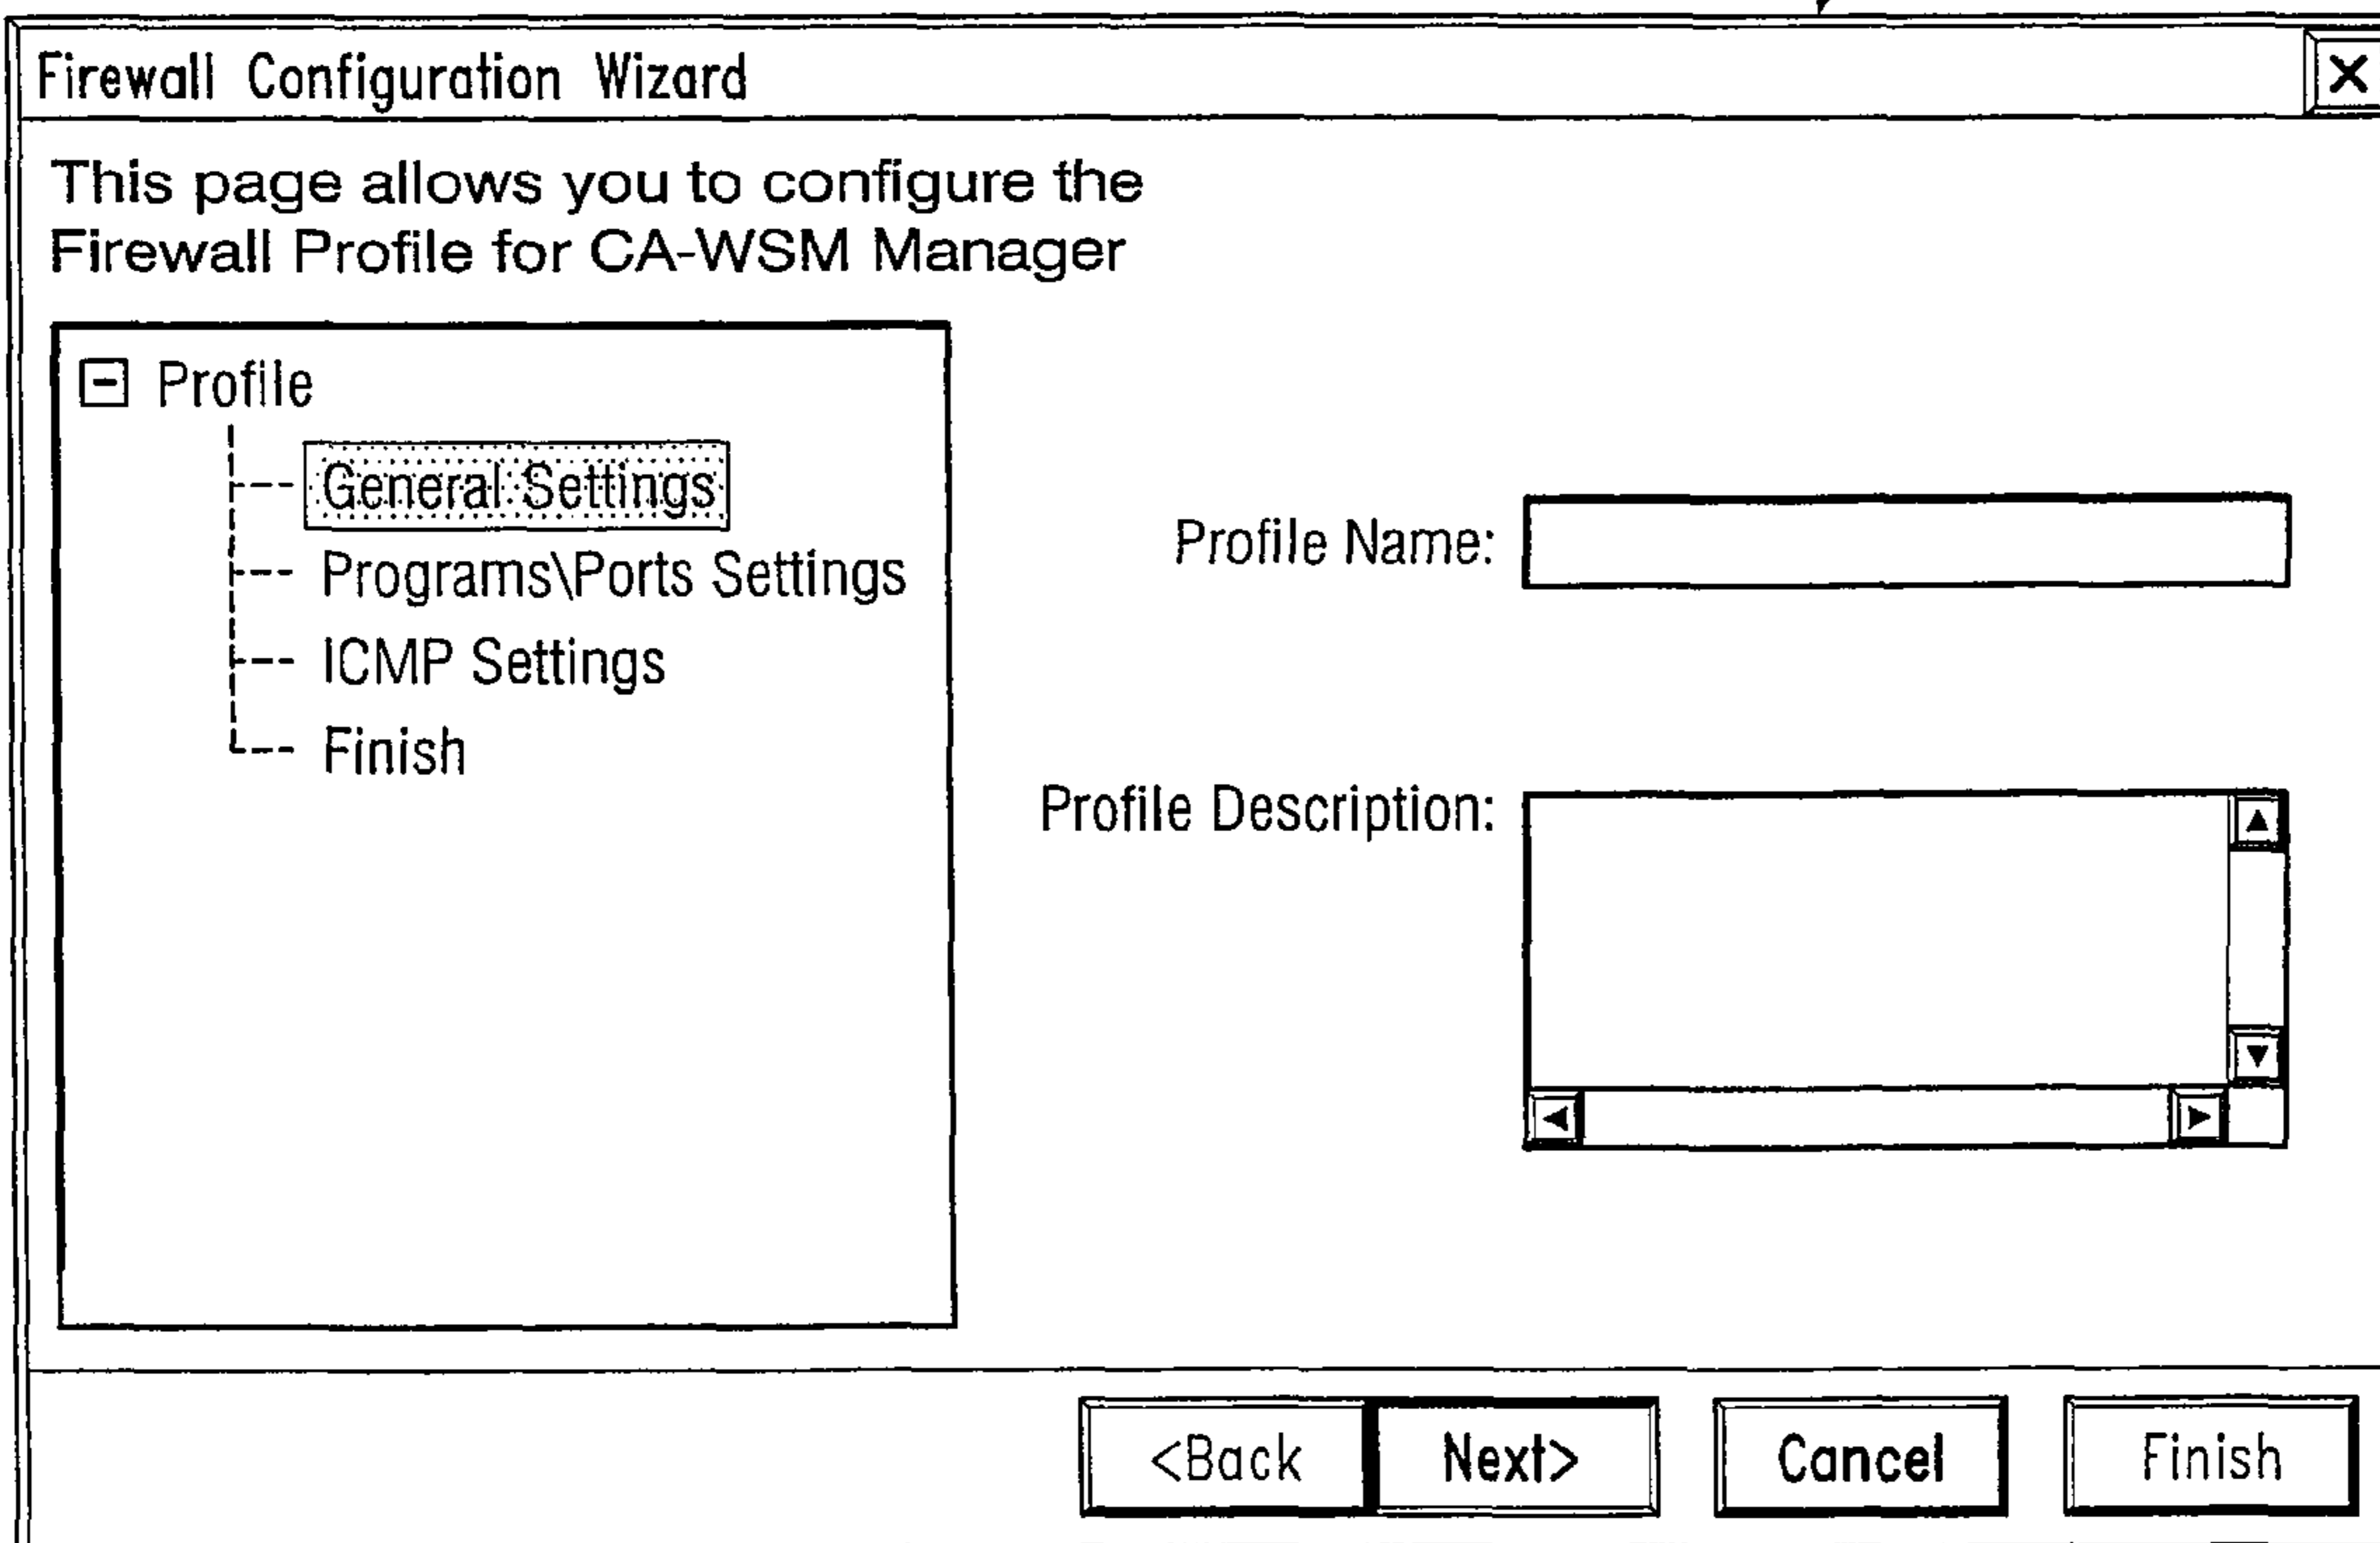 Firewall Configuration Wizard
This page allows you to configure the
Firewall Profile for CA-WSM Manager
Profile
General Settings
Programs\Ports Settings
ICMP Settings
Finish
Profile Name:
Profile Description:
<Back
Next>
Cancel
Finish